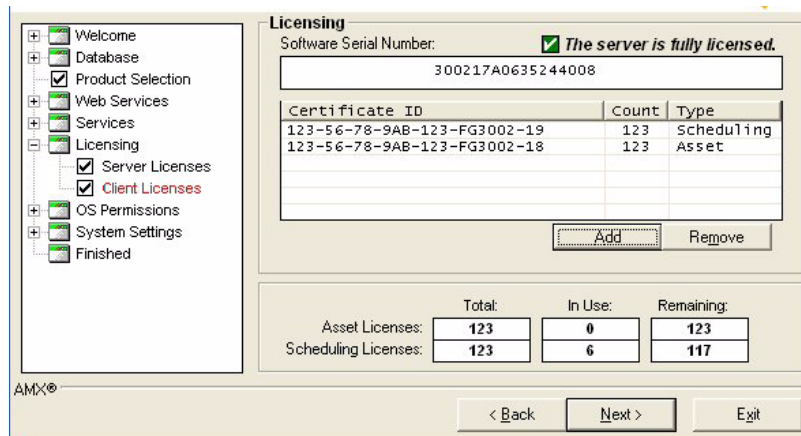 Welcome
Database
Product Selection
Web Services
Services
Licensing
Server Licenses
Client Licenses
OS Permissions
System Settings
Finished
Licensing
Software Serial Number:
The server is fully licensed.
300217A0635244008
Certificate ID Count Type
123-56-78-9AB-123-FG3002-19 123 Scheduling
123-56-78-9AB-123-FG3002-18 123 Asset
Add Remove
Total: In Use: Remaining:
Asset Licenses: 123 0 123
Scheduling Licenses: 123 6 117
AMX®
< Back Next > Exit